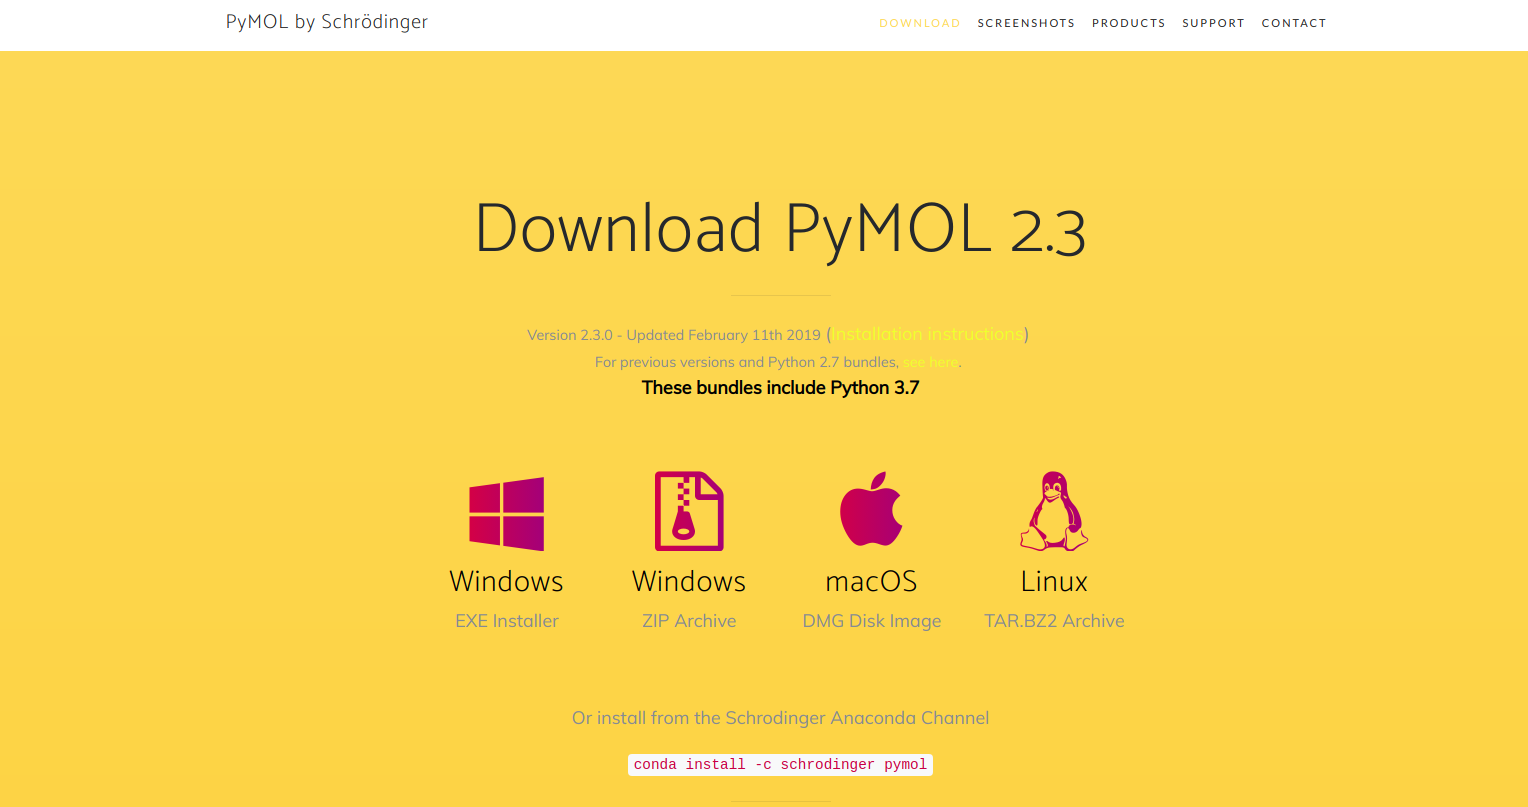 PyMOL by Schrödinger
DOWNLOAD SCREENSHOTS PRODUCTS SUPPORT CONTACT
Download PyMOL 2.3
Version 2.3.0 - Updated February 11th 2019 (Installation instructions)
For previous versions and Python 2.7 bundles, see here.
These bundles include Python 3.7
Windows
EXE Installer
Windows
ZIP Archive
macOS
DMG Disk Image
Linux
TAR.BZ2 Archive
Or install from the Schrodinger Anaconda Channel
conda install -c schrodinger pymol